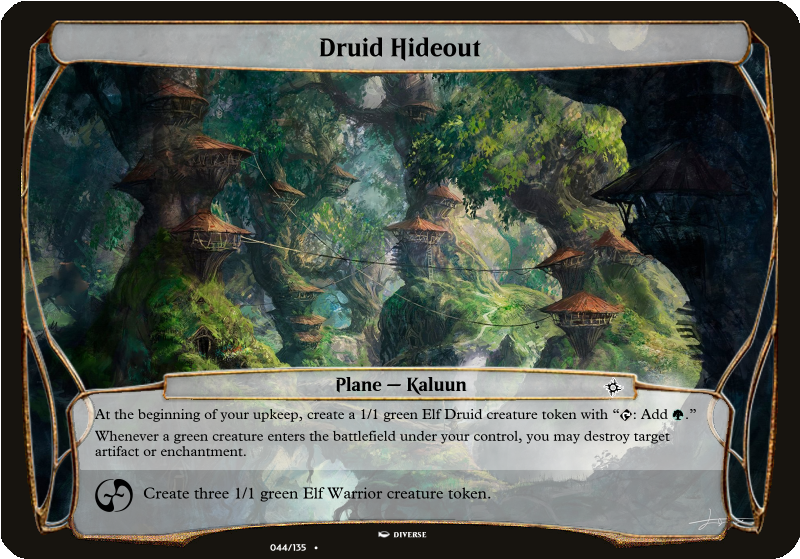 Druid Hideout
Plane — Kaluun
At the beginning of your upkeep, create a 1/1 green Elf Druid creature token with “: Add .”
Whenever a green creature enters the battlefield under your control, you may destroy target
artifact or enchantment.
Create three 1/1 green Elf Warrior creature token.
DIVERSE
044/135 •